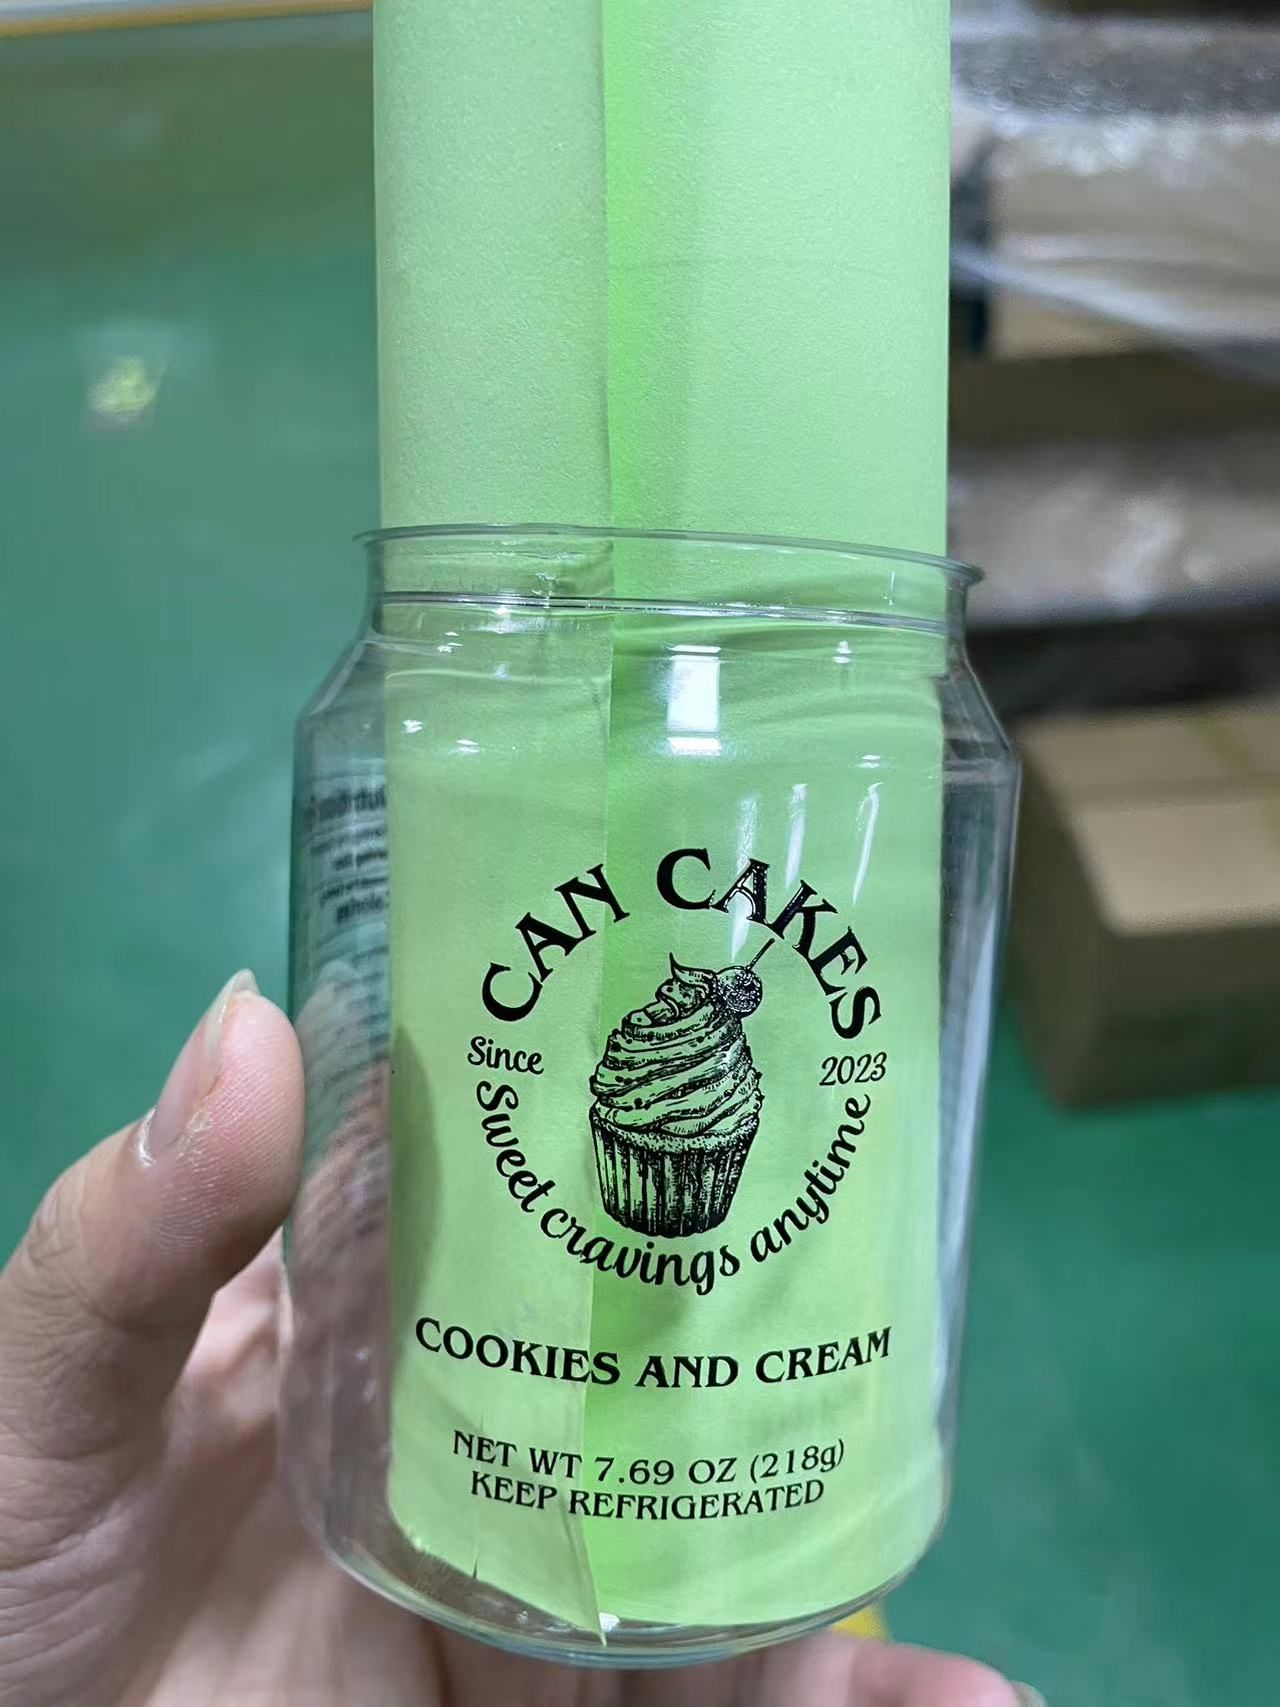 CAN CAKES
Since 2023
Sweet cravings anytime
COOKIES AND CREAM
NET WT 7.69 OZ (218g)
KEEP REFRIGERATED